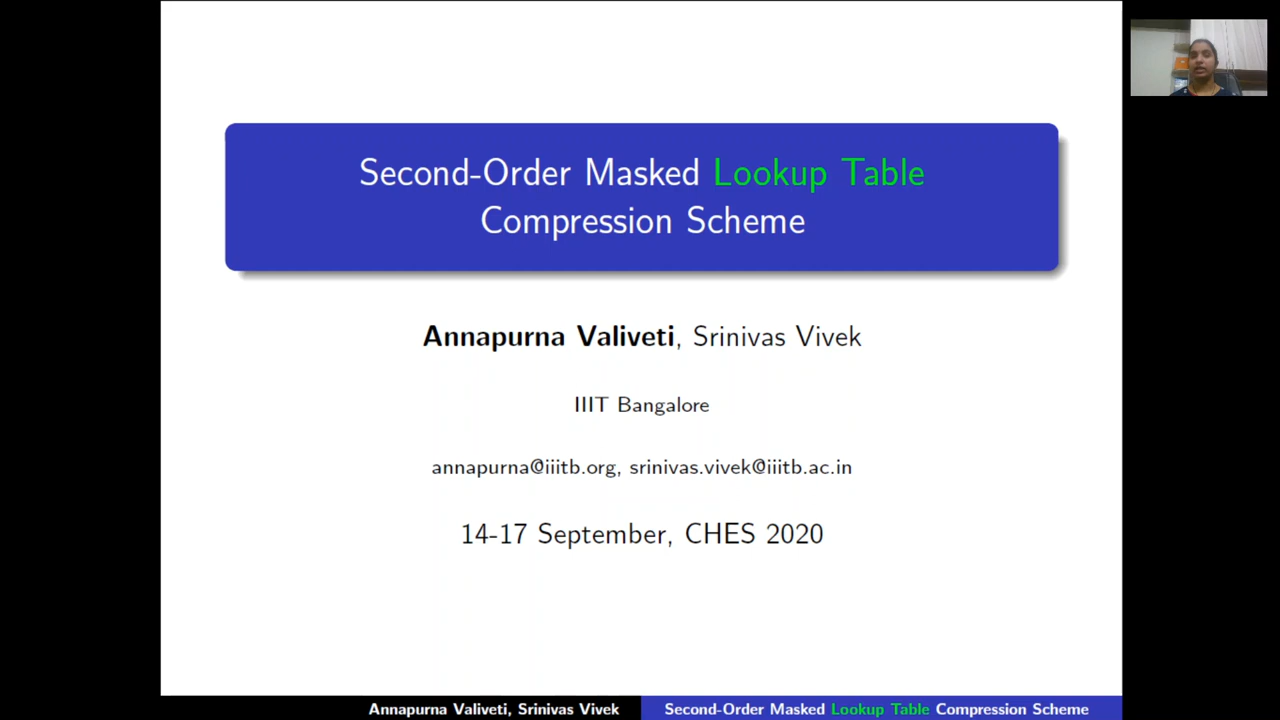 Second-Order Masked Lookup Table
Compression Scheme
Annapurna Valiveti, Srinivas Vivek
IIIT Bangalore
annapurna@iiitb.org, srinivas.vivek@iiitb.ac.in
14-17 September, CHES 2020
Annapurna Valiveti, Srinivas Vivek
Second-Order Masked Lookup Table Compression Scheme